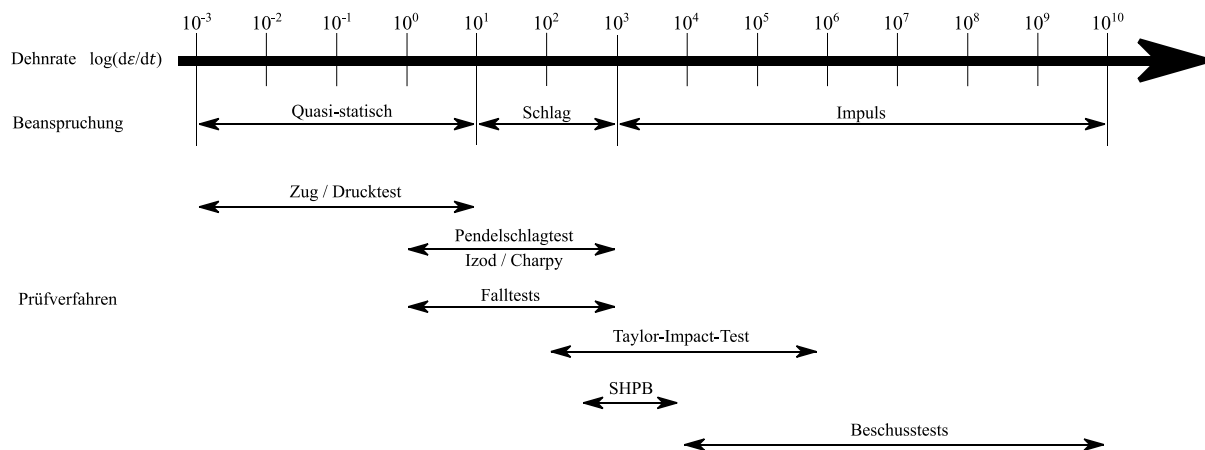 10⁻³ 10⁻² 10⁻¹ 10⁰ 10¹ 10² 10³ 10⁴ 10⁵ 10⁶ 10⁷ 10⁸ 10⁹ 10¹⁰
Dehnrate log(dε/dt)
Beanspruchung Quasi-statisch Schlag Impuls
Zug / Drucktest
Pendelschlagtest
Izod / Charpy
Prüfverfahren Falltests
Taylor-Impact-Test
SHPB
Beschusstests